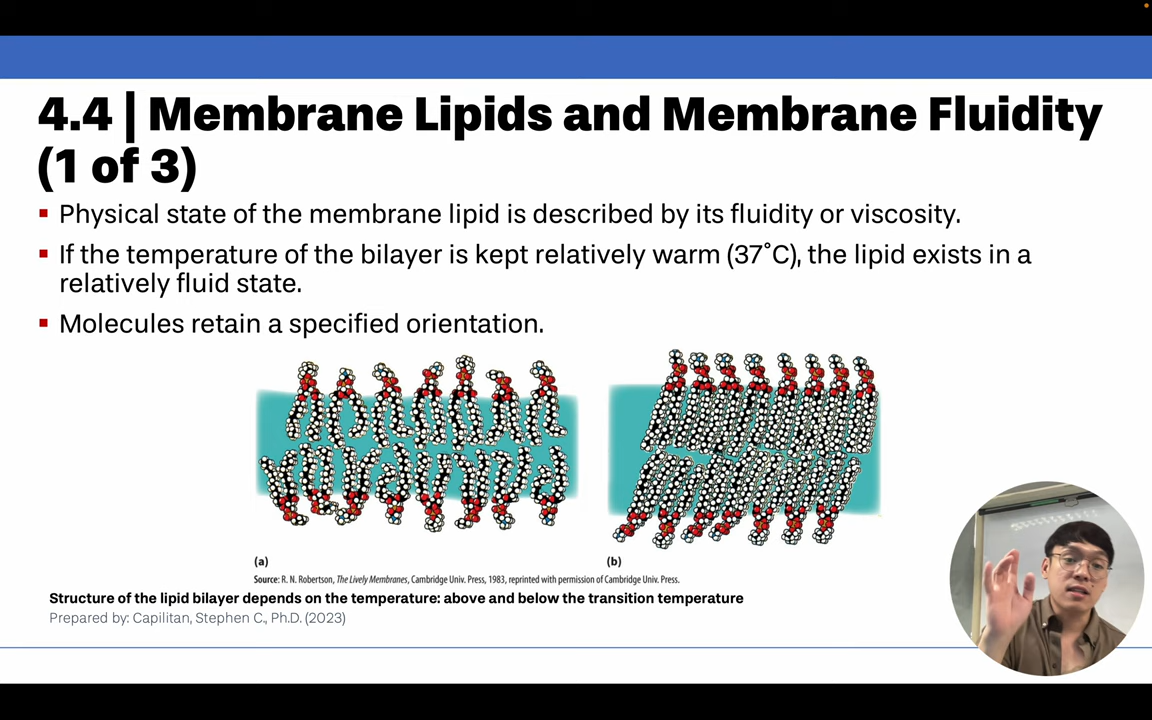 4.4 | Membrane Lipids and Membrane Fluidity
(1 of 3)
▪ Physical state of the membrane lipid is described by its fluidity or viscosity.
▪ If the temperature of the bilayer is kept relatively warm (37˚C), the lipid exists in a
relatively fluid state.
▪ Molecules retain a specified orientation.
(a)
(b)
Source: R. N. Robertson, The Lively Membranes, Cambridge Univ. Press, 1983, reprinted with permission of Cambridge Univ. Press.
Structure of the lipid bilayer depends on the temperature: above and below the transition temperature
Prepared by: Capilitan, Stephen C., Ph.D. (2023)